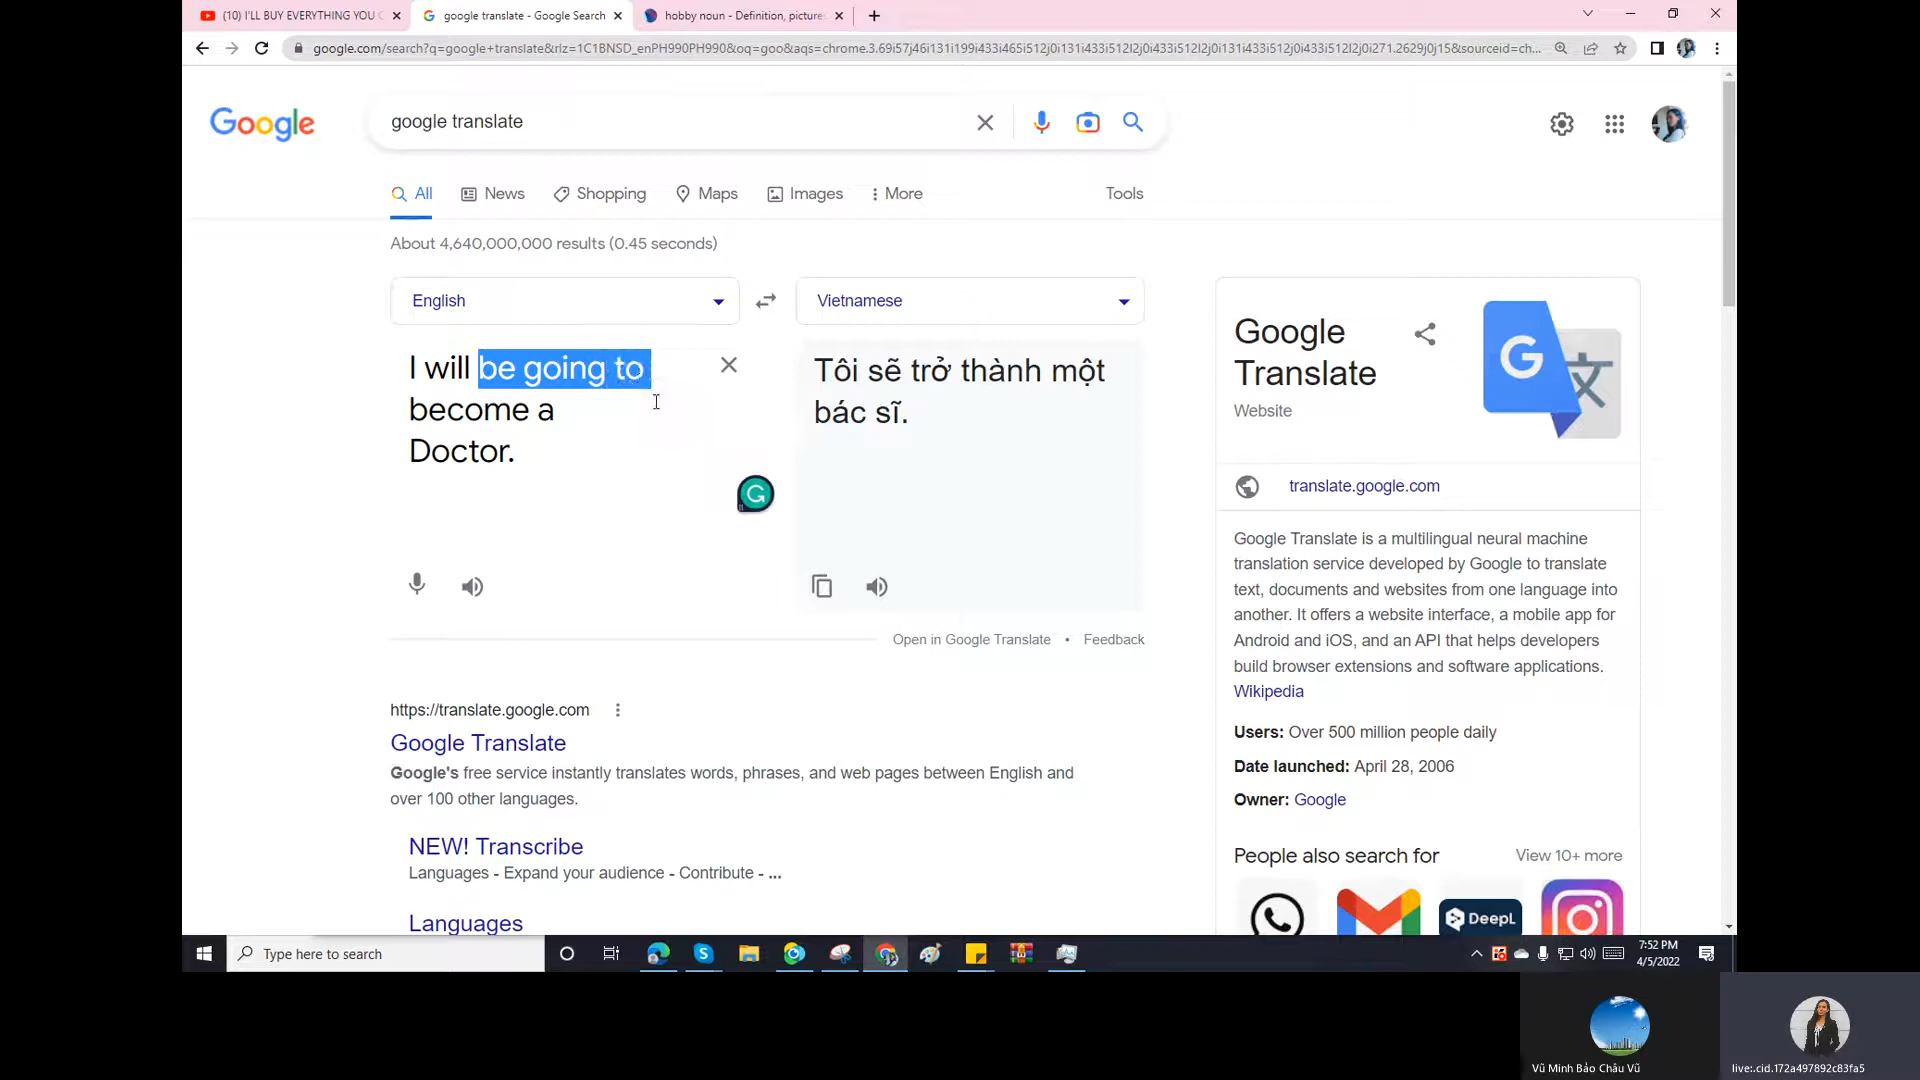 (10) I'LL BUY EVERYTHING YOU C
google translate - Google Search
hobby noun - Definition, picture
google.com/search?q=google+translate&rlz=1C1BNSD_enPH990PH990&oq=goo&aqs=chrome.3.69i57j46i131i199i433i465i512j0i131i433i512l2j0i433i512l2j0i131i433i512j0i433i512l2j0i271.2629j0j15&sourceid=ch...
Google
google translate
All
News
Shopping
Maps
Images
More
Tools
About 4,640,000,000 results (0.45 seconds)
English
Vietnamese
I will be going to
become a
Doctor.
Tôi sẽ trở thành một
bác sĩ.
Open in Google Translate • Feedback
https://translate.google.com
Google Translate
Google's free service instantly translates words, phrases, and web pages between English and
over 100 other languages.
NEW! Transcribe
Languages - Expand your audience - Contribute - ...
Languages
Google
Translate
Website
translate.google.com
Google Translate is a multilingual neural machine
translation service developed by Google to translate
text, documents and websites from one language into
another. It offers a website interface, a mobile app for
Android and iOS, and an API that helps developers
build browser extensions and software applications.
Wikipedia
Users: Over 500 million people daily
Date launched: April 28, 2006
Owner: Google
People also search for
View 10+ more
DeepL
Type here to search
7:52 PM
4/5/2022
Vũ Minh Bảo Châu Vũ
live:.cid.172a497892c83fa5